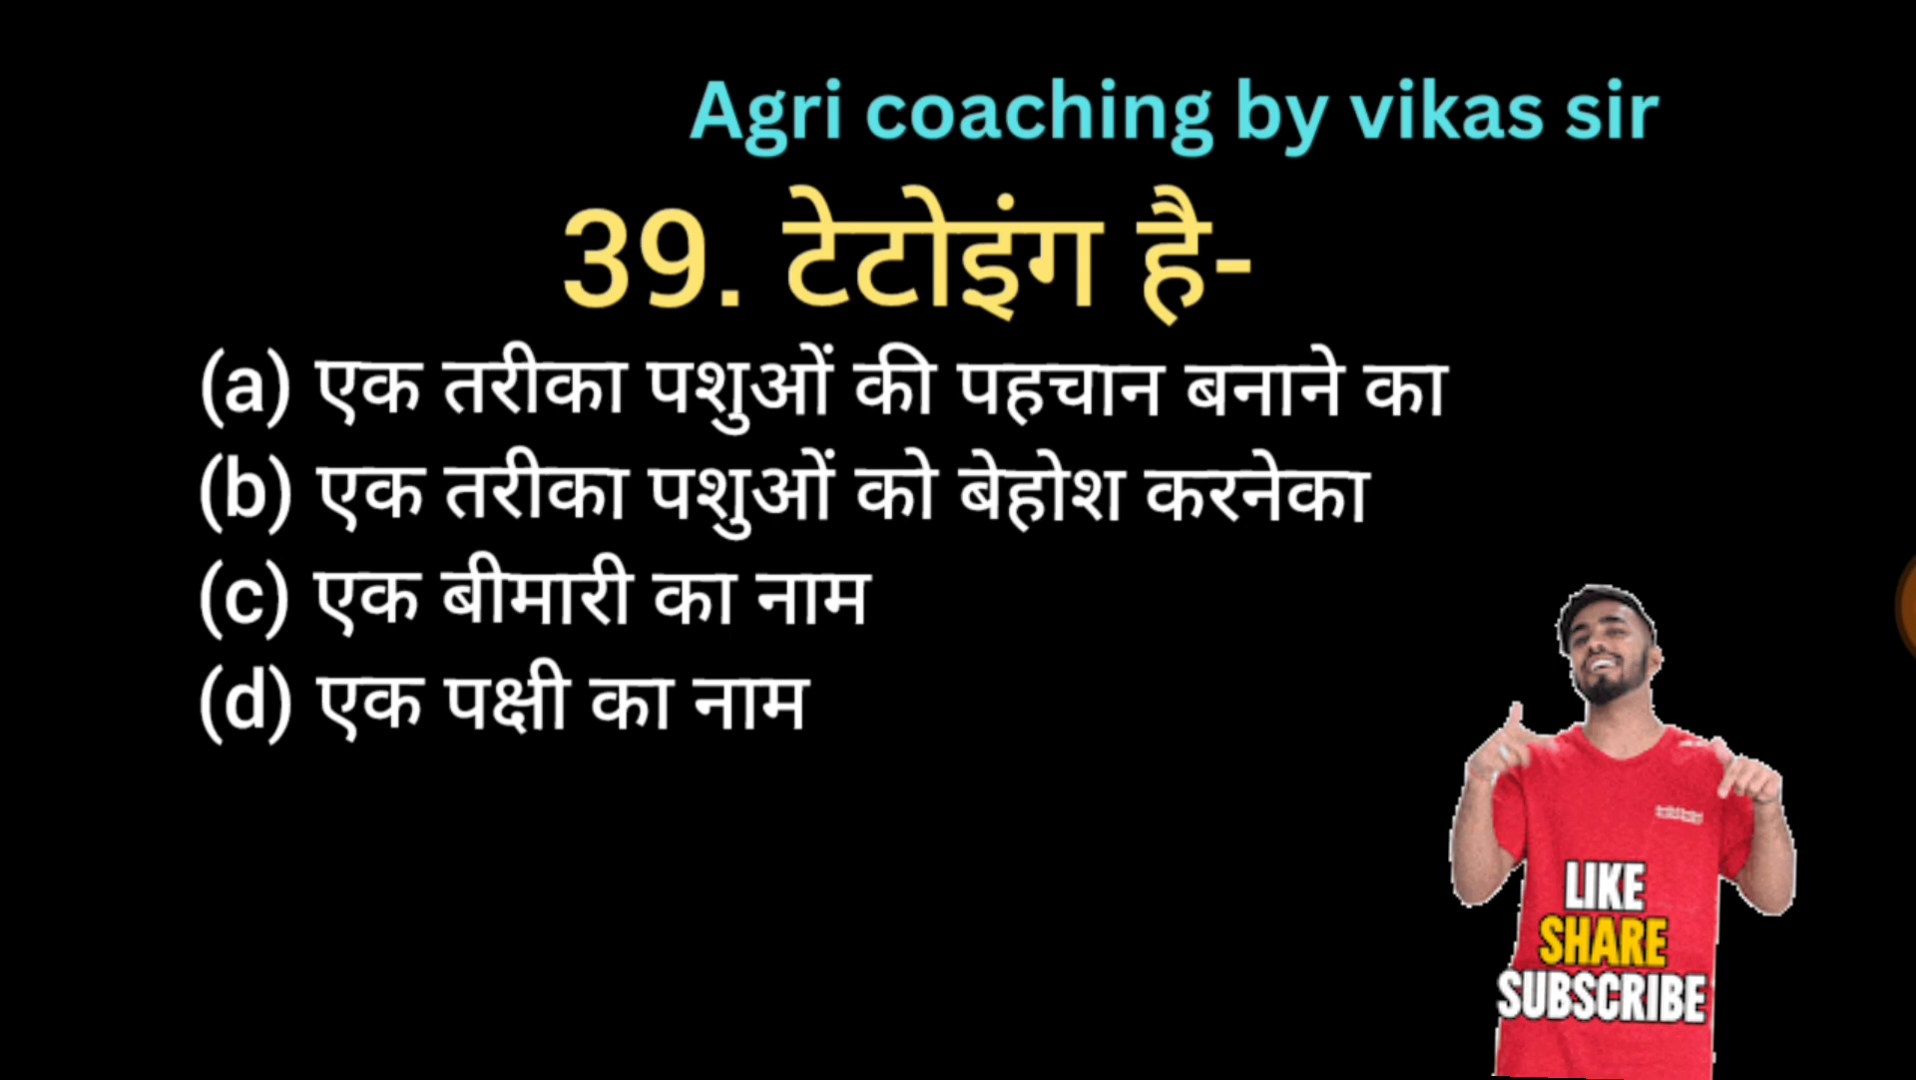 Agri coaching by vikas sir
39. टेटोइंग है-
(a) एक तरीका पशुओं की पहचान बनाने का
(b) एक तरीका पशुओं को बेहोश करनेका
(c) एक बीमारी का नाम
(d) एक पक्षी का नाम
LIKE
SHARE
SUBSCRIBE